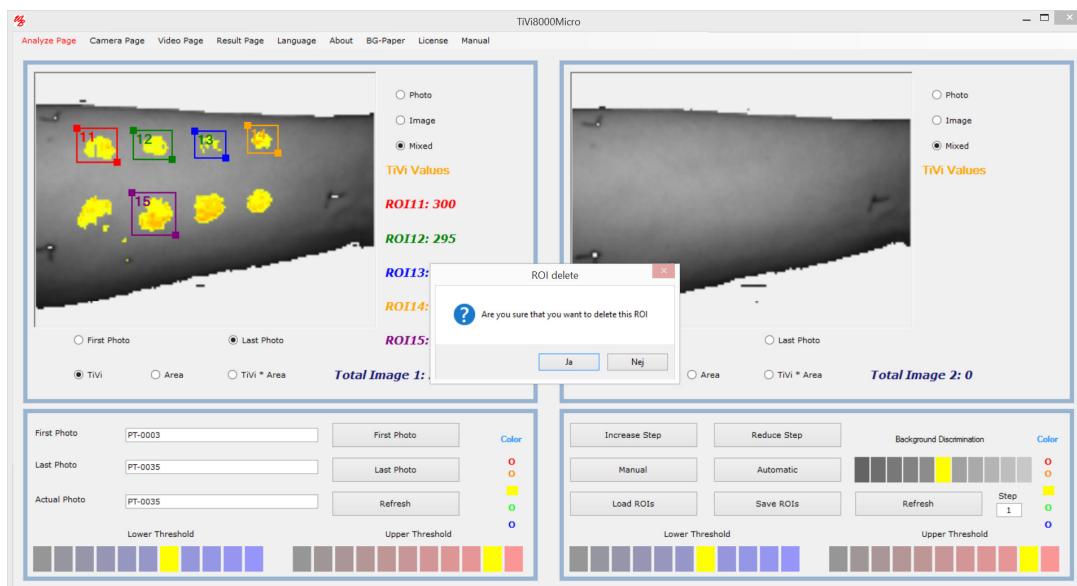 TiVi8000Micro
Analyze Page Camera Page Video Page Result Page Language About BG-Paper License Manual
11
12
13
14
15
Photo
Image
Mixed
TiVi Values
ROI11: 300
ROI12: 295
ROI13:
ROI14:
ROI15:
First Photo Last Photo
TiVi Area TiVi * Area
Total Image 1:
Photo
Image
Mixed
TiVi Values
Last Photo
Area TiVi * Area
Total Image 2: 0
ROI delete
Are you sure that you want to delete this ROI
Ja Nej
First Photo PT-0003 First Photo
Last Photo PT-0035 Last Photo
Actual Photo PT-0035 Refresh
Color
O
O
O
O
Lower Threshold Upper Threshold
Increase Step Reduce Step Background Discrimination
Manual Automatic
Load ROIs Save ROIs Refresh
Step
1
Color
O
O
O
O
Lower Threshold Upper Threshold